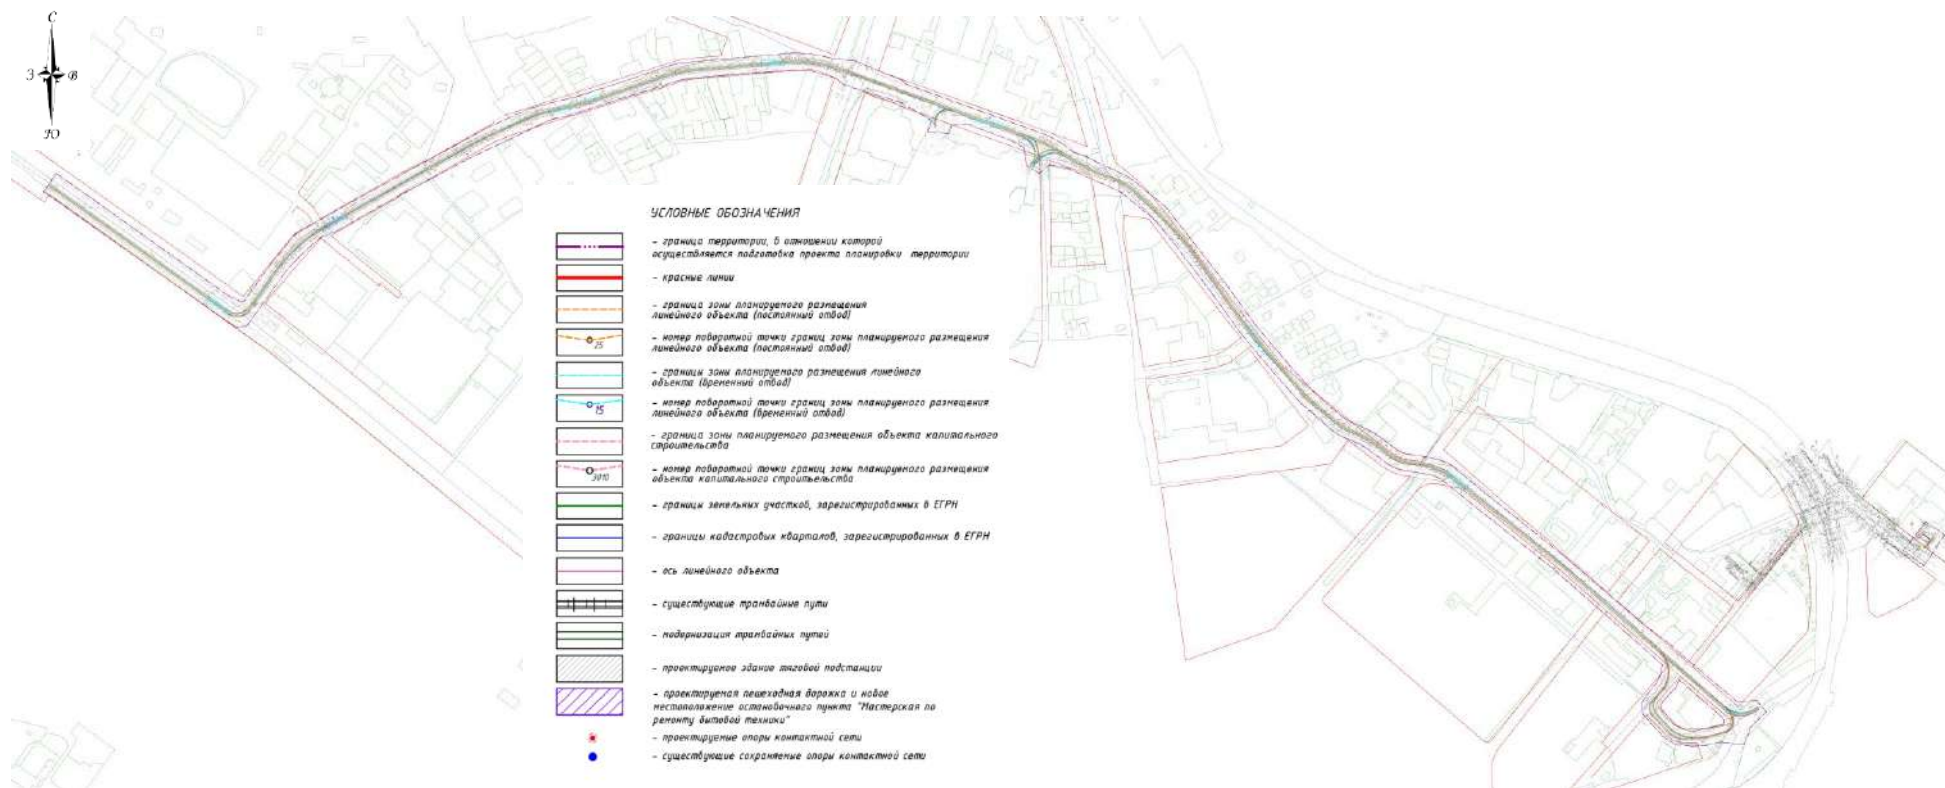 С
З В
Ю
УСЛОВНЫЕ ОБОЗНАЧЕНИЯ
- граница территории, в отношении которой
осуществляется подготовка проекта планировки территории
- красные линии
- граница зоны планируемого размещения
линейного объекта (постоянный отвод)
- номер поворотной точки границ зоны планируемого размещения
линейного объекта (постоянный отвод)
25
- границы зоны планируемого размещения линейного
объекта (временный отвод)
- номер поворотной точки границ зоны планируемого размещения
линейного объекта (временный отвод)
15
- граница зоны планируемого размещения объекта капитального
строительства
- номер поворотной точки границ зоны планируемого размещения
объекта капитального строительства
- границы земельных участков, зарегистрированных в ЕГРН
- границы кадастровых кварталов, зарегистрированных в ЕГРН
- ось линейного объекта
- существующие трамвайные пути
- модернизация трамвайных путей
- проектируемое здание тяговой подстанции
- проектируемая пешеходная дорожка и новое
местоположение остановочного пункта "Мастерская по
ремонту бытовой техники"
- проектируемые опоры контактной сети
- существующие сохраняемые опоры контактной сети